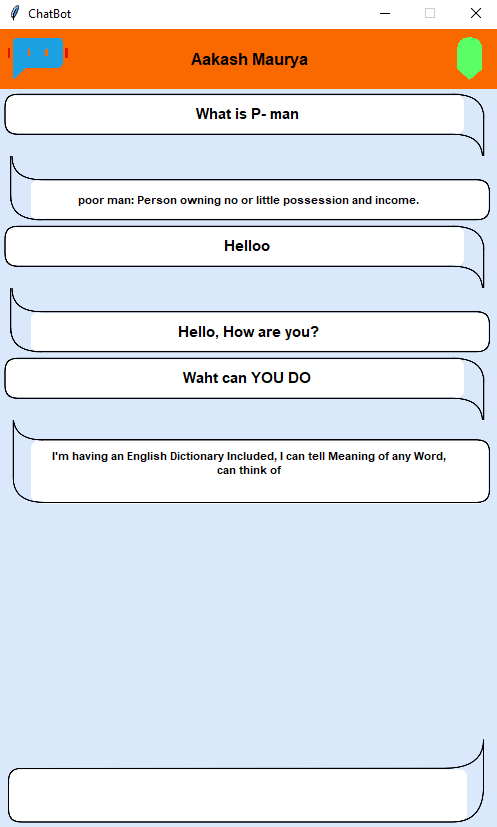 ChatBot
Aakash Maurya
What is P- man
poor man: Person owning no or little possession and income.
Helloo
Hello, How are you?
Waht can YOU DO
I'm having an English Dictionary Included, I can tell Meaning of any Word,
can think of